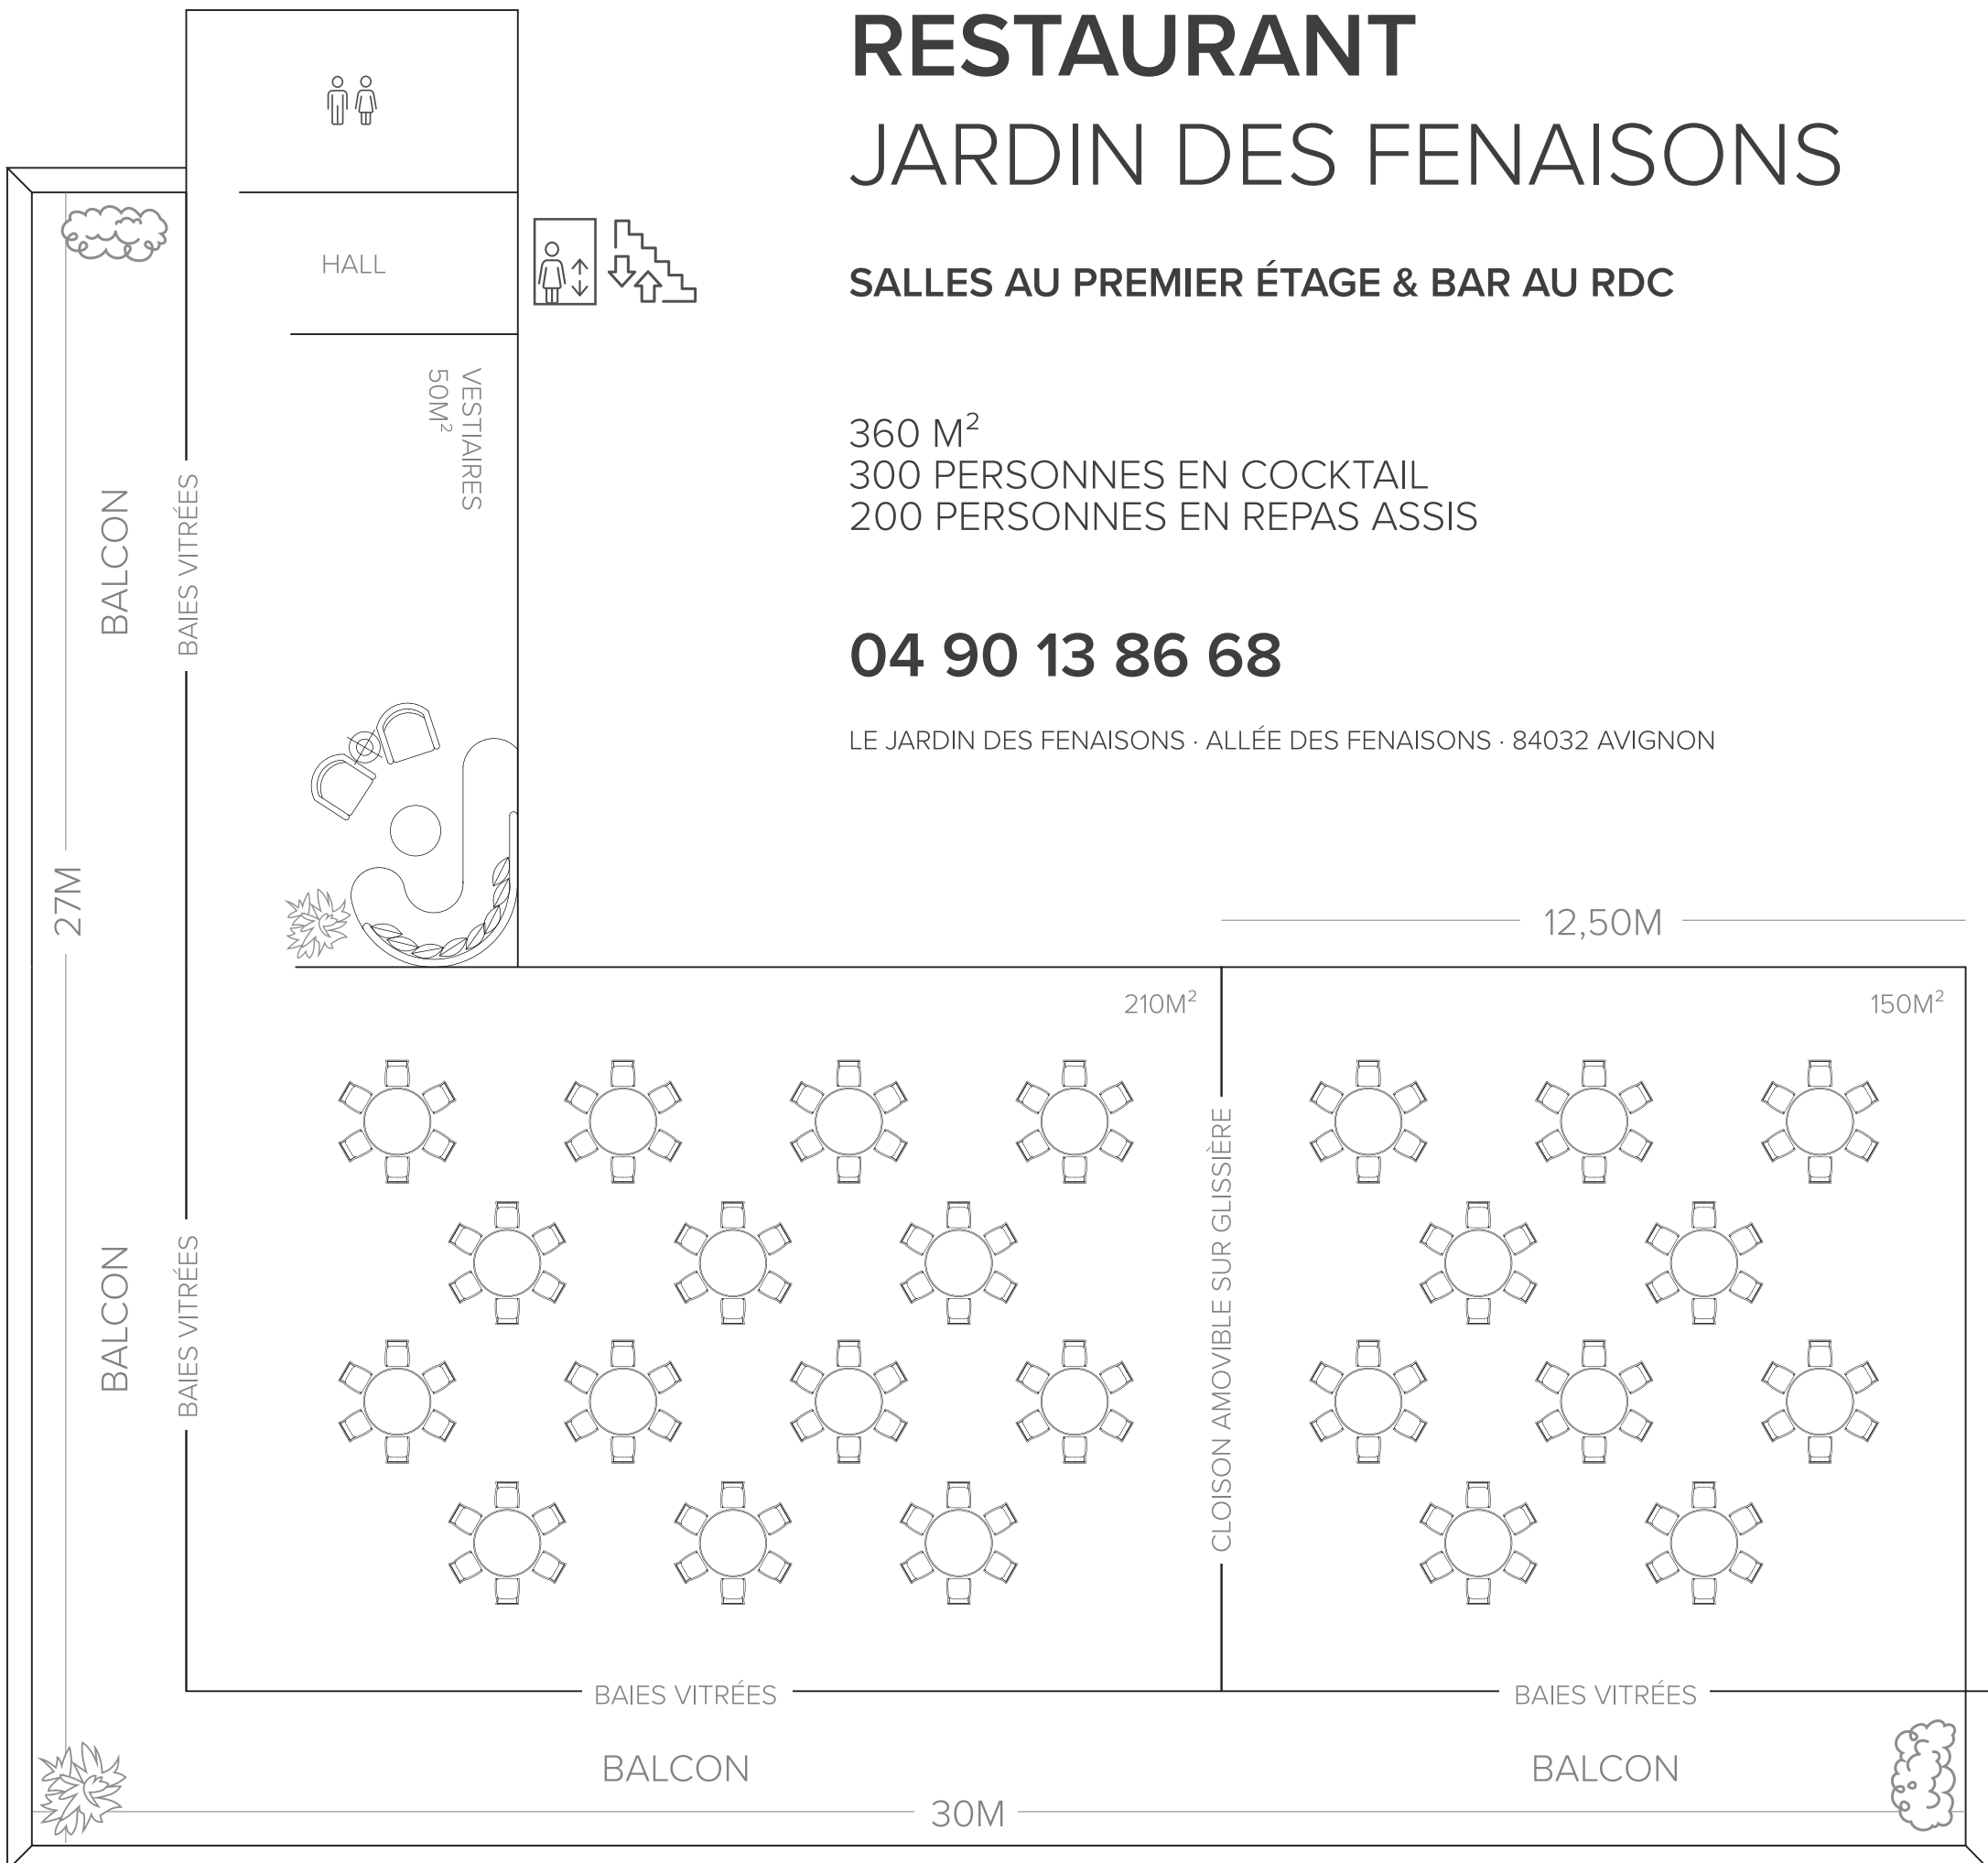 RESTAURANT
JARDIN DES FENAISONS
SALLES AU PREMIER ÉTAGE & BAR AU RDC
360 M²
300 PERSONNES EN COCKTAIL
200 PERSONNES EN REPAS ASSIS
04 90 13 86 68
LE JARDIN DES FENAISONS · ALLÉE DES FENAISONS · 84032 AVIGNON
HALL
VESTIAIRES
50M²
BALCON
BAIES VITRÉES
27M
12,50M
210M²
150M²
CLOISON AMOVIBLE SUR GLISSIÈRE
BALCON
BAIES VITRÉES
BAIES VITRÉES
BAIES VITRÉES
BALCON
BALCON
30M